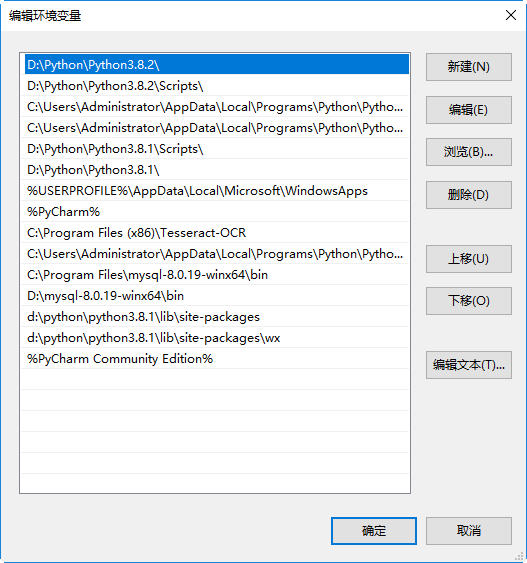 编辑环境变量
D:\Python\Python3.8.2\
新建(N)
D:\Python\Python3.8.2\Scripts\
C:\Users\Administrator\AppData\Local\Programs\Python\Pytho...
编辑(E)
C:\Users\Administrator\AppData\Local\Programs\Python\Pytho...
D:\Python\Python3.8.1\Scripts\
浏览(B)...
D:\Python\Python3.8.1\
%USERPROFILE%\AppData\Local\Microsoft\WindowsApps
删除(D)
%PyCharm%
C:\Program Files (x86)\Tesseract-OCR
C:\Users\Administrator\AppData\Local\Programs\Python\Pytho...
上移(U)
C:\Program Files\mysql-8.0.19-winx64\bin
D:\mysql-8.0.19-winx64\bin
下移(O)
d:\python\python3.8.1\lib\site-packages
d:\python\python3.8.1\lib\site-packages\wx
%PyCharm Community Edition%
编辑文本(T)...
确定
取消